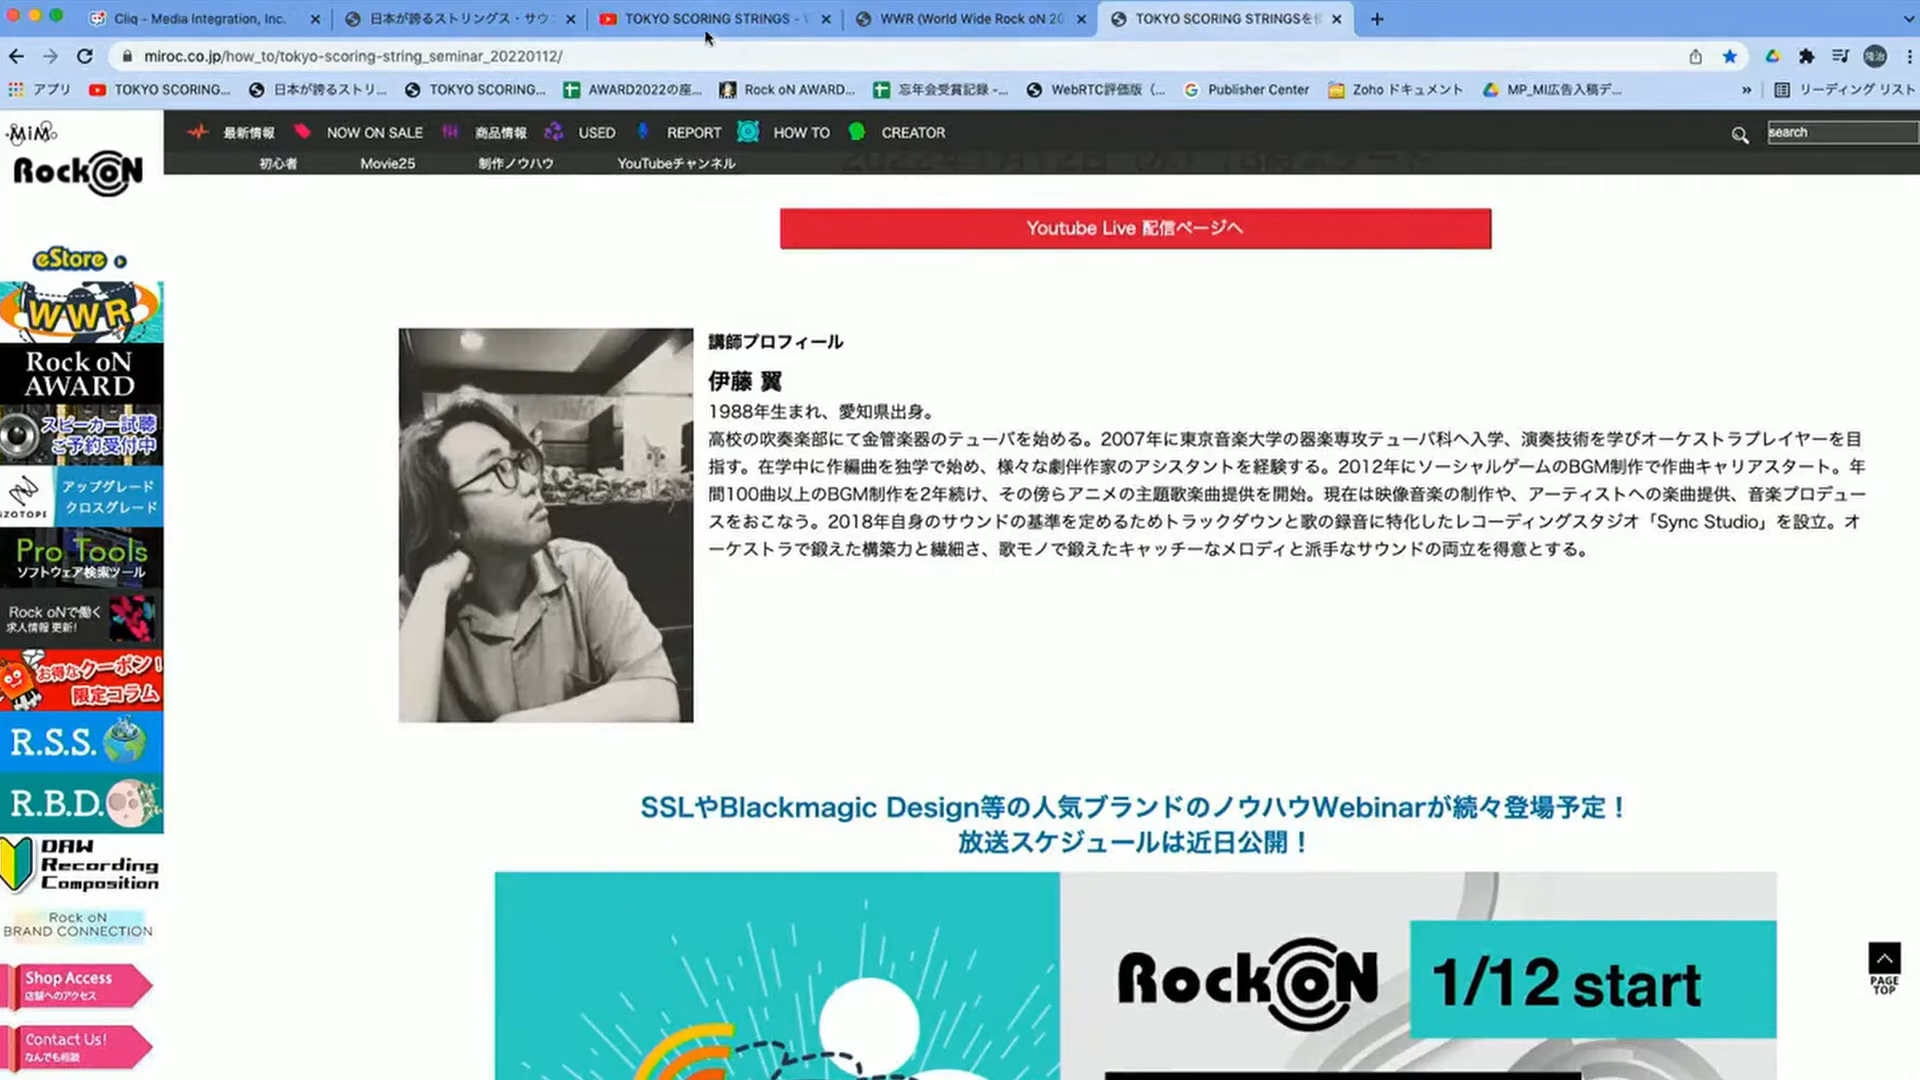 Cliq - Media Integration, Inc.
日本が誇るストリングス・サウ
TOKYO SCORING STRINGS -
WWR (World Wide Rock oN 20
TOKYO SCORING STRINGSを
miroc.co.jp/how_to/tokyo-scoring-string_seminar_20220112/
アプリ
TOKYO SCORING...
日本が誇るストリ...
TOKYO SCORING...
AWARD2022の座...
Rock oN AWARD...
忘年会受賞記録 -...
WebRTC評価版（...
Publisher Center
Zoho ドキュメント
MP_MI広告入稿デ...
»
リーディング リスト
MiM
ROCK ON
最新情報
NOW ON SALE
商品情報
USED
REPORT
HOW TO
CREATOR
search
初心者
Movie25
制作ノウハウ
YouTubeチャンネル
Youtube Live 配信ページへ
eStore
WWR
Rock oN
AWARD
スピーカー試聴
ご予約受付中
iZOTOPE
アップグレード
クロスグレード
Pro Tools
ソフトウェア検索ツール
Rock oNで働く
求人情報 更新!
お得なクーポン！
限定コラム
R.S.S.
R.B.D.
DAW
Recording
Composition
Rock oN
BRAND CONNECTION
Shop Access
店舗へのアクセス
Contact Us!
なんでも相談
講師プロフィール
伊藤 翼
1988年生まれ、愛知県出身。
高校の吹奏楽部にて金管楽器のテューバを始める。2007年に東京音楽大学の器楽専攻テューバ科へ入学、演奏技術を学びオーケストラプレイヤーを目
指す。在学中に作編曲を独学で始め、様々な劇伴作家のアシスタントを経験する。2012年にソーシャルゲームのBGM制作で作曲キャリアスタート。年
間100曲以上のBGM制作を2年続け、その傍らアニメの主題歌楽曲提供を開始。現在は映像音楽の制作や、アーティストへの楽曲提供、音楽プロデュー
スをおこなう。2018年自身のサウンドの基準を定めるためトラックダウンと歌の録音に特化したレコーディングスタジオ「Sync Studio」を設立。オ
ーケストラで鍛えた構築力と繊細さ、歌モノで鍛えたキャッチーなメロディと派手なサウンドの両立を得意とする。
SSLやBlackmagic Design等の人気ブランドのノウハウWebinarが続々登場予定！
放送スケジュールは近日公開！
ROCK ON
1/12 start
PAGE
TOP